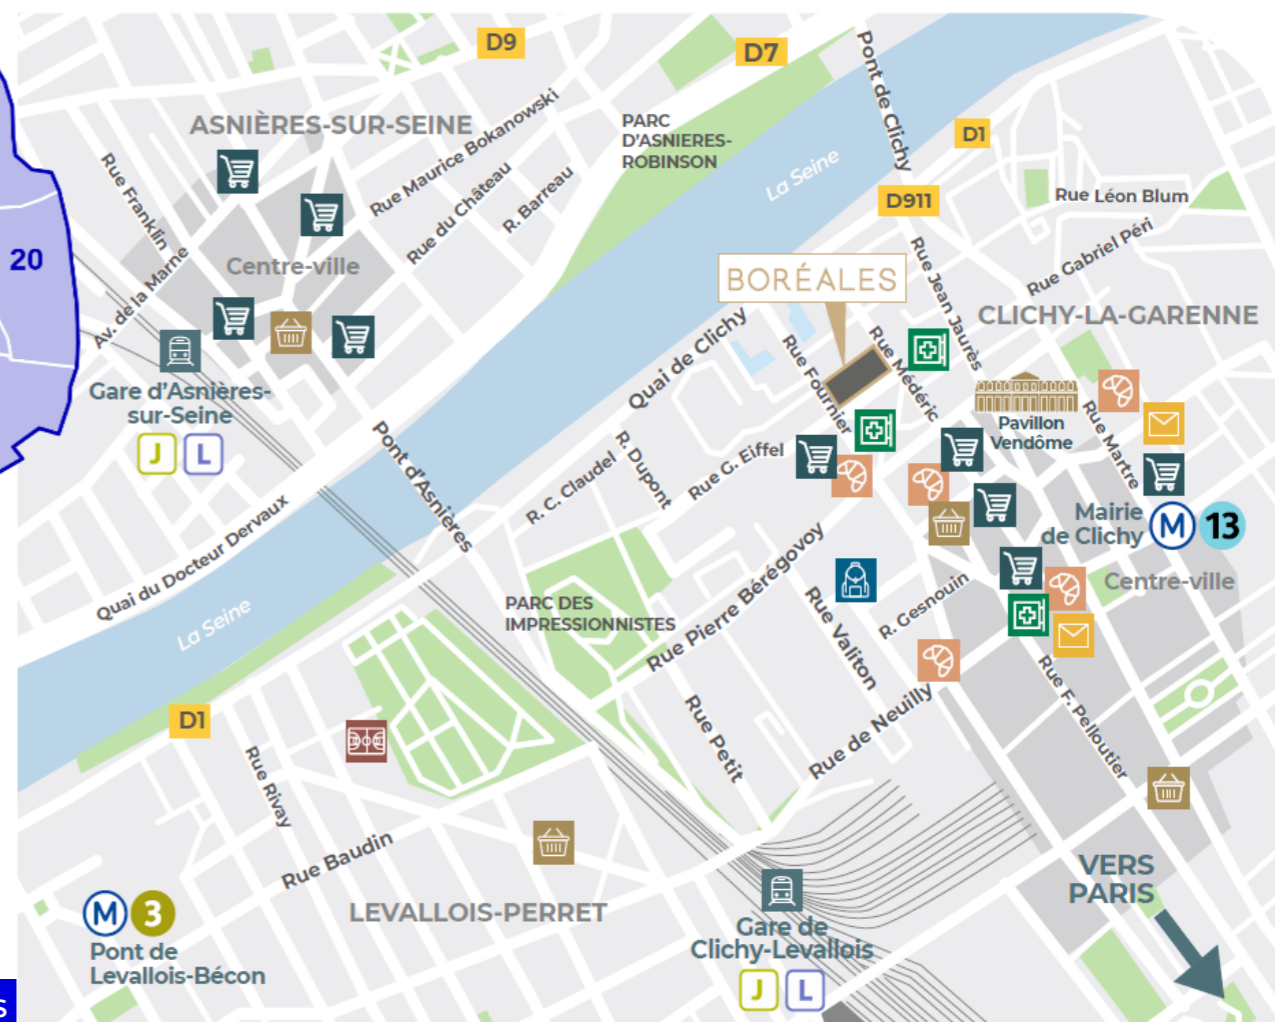 D9
D7
Pont de Clichy
ASNIÈRES-SUR-SEINE
Rue Maurice Bokanowski
PARC
D'ASNIERES-
ROBINSON
D1
La Seine
Rue Franklin
Rue du Château
R. Barreau
D911
Rue Léon Blum
20
Centre-ville
Av. de la Marne
BORÉALES
Rue Jean Jaurès
Rue Gabriel Péri
CLICHY-LA-GARENNE
Quai de Clichy
Rue Fournier
Rue Médéric
Gare d'Asnières-
sur-Seine
J L
Pont d'Asnières
Pavillon
Vendôme
Rue Martre
R. C. Claudel
R. Dupont
Rue G. Eiffel
Mairie
de Clichy
M 13
Quai du Docteur Dervaux
La Seine
PARC DES
IMPRESSIONNISTES
Rue Pierre Bérégovoy
Rue Valiton
R. Gesnouin
Centre-ville
D1
Rue Rivay
Rue Petit
Rue de Neuilly
Rue F. Pelloutier
Rue Baudin
VERS
PARIS
M 3
Pont de
Levallois-Bécon
LEVALLOIS-PERRET
Gare de
Clichy-Levallois
J L
s